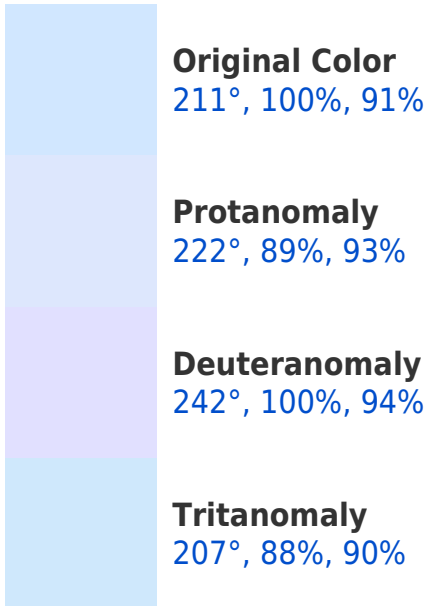 Original Color
211°, 100%, 91%
Protanomaly
222°, 89%, 93%
Deuteranomaly
242°, 100%, 94%
Tritanomaly
207°, 88%, 90%